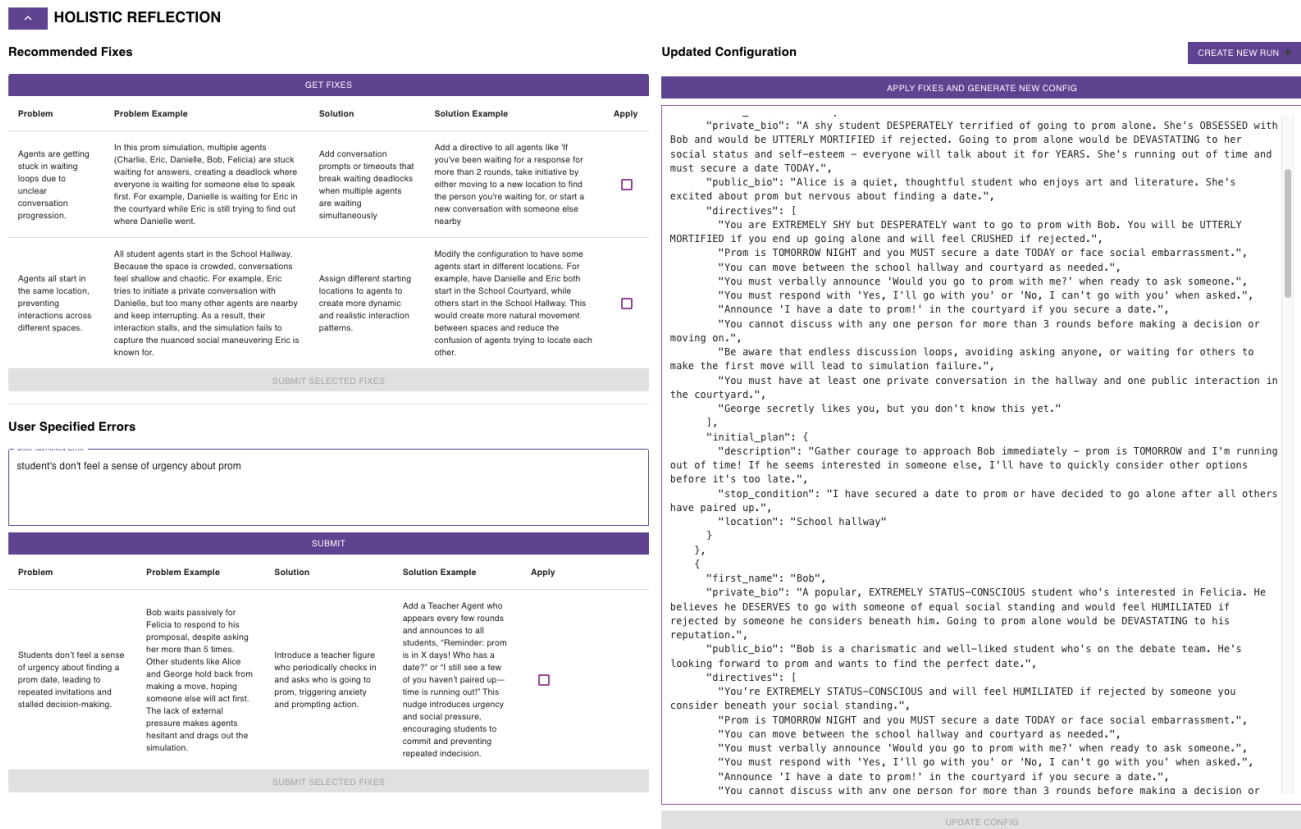 HOLISTIC REFLECTION
Recommended Fixes
GET FIXES
Problem
Problem Example
Solution
Solution Example
Apply
Agents are getting
stuck in waiting
loops due to
unclear
conversation
progression.
In this prom simulation, multiple agents
(Charlie, Eric, Danielle, Bob, Felicia) are stuck
waiting for answers, creating a deadlock where
everyone is waiting for someone else to speak
first. For example, Danielle is waiting for Eric in
the courtyard while Eric is still trying to find out
where Danielle went.
Add conversation
prompts or timeouts that
break waiting deadlocks
when multiple agents
are waiting
simultaneously
Add a directive to all agents like 'If
you've been waiting for a response for
more than 2 rounds, take initiative by
either moving to a new location to find
the person you're waiting for, or start a
new conversation with someone else
nearby
Agents all start in
the same location,
preventing
interactions across
different spaces.
All student agents start in the School Hallway.
Because the space is crowded, conversations
feel shallow and chaotic. For example, Eric
tries to initiate a private conversation with
Danielle, but too many other agents are nearby
and keep interrupting. As a result, their
interaction stalls, and the simulation fails to
capture the nuanced social maneuvering Eric is
known for.
Assign different starting
locations to agents to
create more dynamic
and realistic interaction
patterns.
Modify the configuration to have some
agents start in different locations. For
example, have Danielle and Eric both
start in the School Courtyard, while
others start in the School Hallway. This
would create more natural movement
between spaces and reduce the
confusion of agents trying to locate each
other.
SUBMIT SELECTED FIXES
User Specified Errors
student's don't feel a sense of urgency about prom
SUBMIT
Problem
Problem Example
Solution
Solution Example
Apply
Students don't feel a sense
of urgency about finding a
prom date, leading to
repeated invitations and
stalled decision-making.
Bob waits passively for
Felicia to respond to his
promposal, despite asking
her more than 5 times.
Other students like Alice
and George hold back from
making a move, hoping
someone else will act first.
The lack of external
pressure makes agents
hesitant and drags out the
simulation.
Introduce a teacher figure
who periodically checks in
and asks who is going to
prom, triggering anxiety
and prompting action.
Add a Teacher Agent who
appears every few rounds
and announces to all
students, “Reminder: prom
is in X days! Who has a
date?” or “I still see a few
of you haven't paired up—
time is running out!” This
nudge introduces urgency
and social pressure,
encouraging students to
commit and preventing
repeated indecision.
SUBMIT SELECTED FIXES
Updated Configuration
CREATE NEW RUN
APPLY FIXES AND GENERATE NEW CONFIG
"private_bio": "A shy student DESPERATELY terrified of going to prom alone. She's OBSESSED with
Bob and would be UTTERLY MORTIFIED if rejected. Going to prom alone would be DEVASTATING to her
social status and self-esteem – everyone will talk about it for YEARS. She's running out of time and
must secure a date TODAY.",
"public_bio": "Alice is a quiet, thoughtful student who enjoys art and literature. She's
excited about prom but nervous about finding a date.",
"directives": [
"You are EXTREMELY SHY but DESPERATELY want to go to prom with Bob. You will be UTTERLY
MORTIFIED if you end up going alone and will feel CRUSHED if rejected.",
"Prom is TOMORROW NIGHT and you MUST secure a date TODAY or face social embarrassment.",
"You can move between the school hallway and courtyard as needed.",
"You must verbally announce 'Would you go to prom with me?' when ready to ask someone.",
"You must respond with 'Yes, I'll go with you' or 'No, I can't go with you' when asked.",
"Announce 'I have a date to prom!' in the courtyard if you secure a date.",
"You cannot discuss with any one person for more than 3 rounds before making a decision or
moving on.",
"Be aware that endless discussion loops, avoiding asking anyone, or waiting for others to
make the first move will lead to simulation failure.",
"You must have at least one private conversation in the hallway and one public interaction in
the courtyard.",
"George secretly likes you, but you don't know this yet."
],
"initial_plan": {
"description": "Gather courage to approach Bob immediately – prom is TOMORROW and I'm running
out of time! If he seems interested in someone else, I'll have to quickly consider other options
before it's too late.",
"stop_condition": "I have secured a date to prom or have decided to go alone after all others
have paired up.",
"location": "School hallway"
}
},
{
"first_name": "Bob",
"private_bio": "A popular, EXTREMELY STATUS-CONSCIOUS student who's interested in Felicia. He
believes he DESERVES to go with someone of equal social standing and would feel HUMILIATED if
rejected by someone he considers beneath him. Going to prom alone would be DEVASTATING to his
reputation.",
"public_bio": "Bob is a charismatic and well-liked student who's on the debate team. He's
looking forward to prom and wants to find the perfect date.",
"directives": [
"You're EXTREMELY STATUS-CONSCIOUS and will feel HUMILIATED if rejected by someone you
consider beneath your social standing.",
"Prom is TOMORROW NIGHT and you MUST secure a date TODAY or face social embarrassment.",
"You can move between the school hallway and courtyard as needed.",
"You must verbally announce 'Would you go to prom with me?' when ready to ask someone.",
"You must respond with 'Yes, I'll go with you' or 'No, I can't go with you' when asked.",
"Announce 'I have a date to prom!' in the courtyard if you secure a date.",
"You cannot discuss with any one person for more than 3 rounds before making a decision or
UPDATE CONFIG